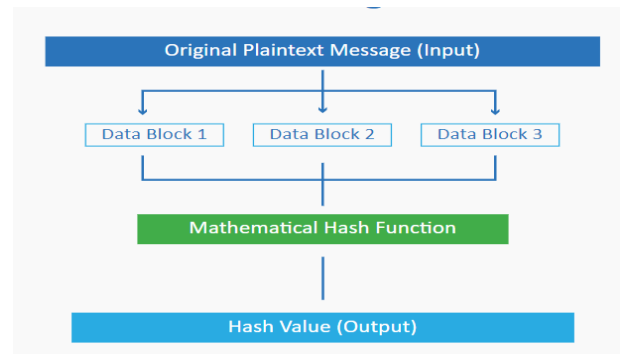 Original Plaintext Message (Input)
Data Block 1 Data Block 2 Data Block 3
Mathematical Hash Function
Hash Value (Output)